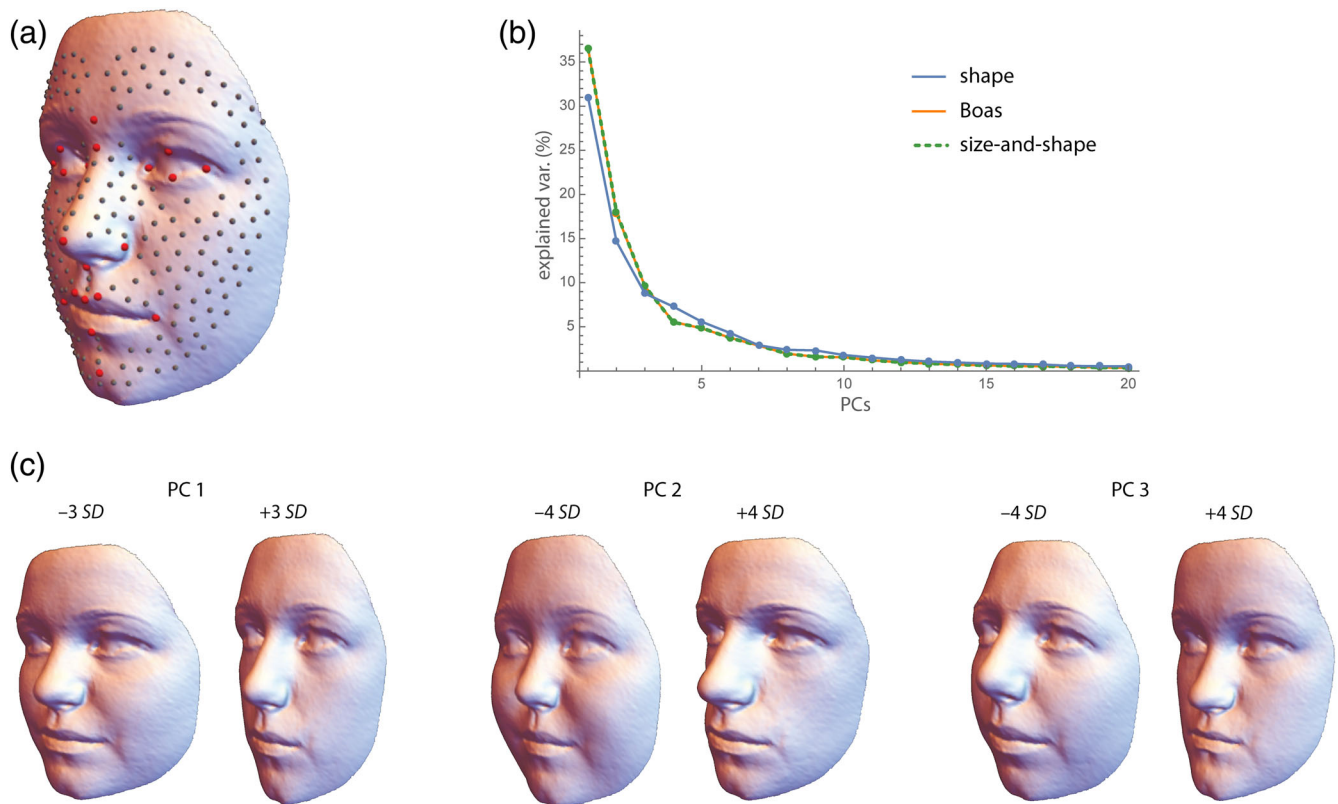 (a)
(b)
explained var. (%)
35
30
25
20
15
10
5
5
10
15
20
PCs
shape
Boas
size-and-shape
(c)
PC 1
–3 SD
+3 SD
PC 2
–4 SD
+4 SD
PC 3
–4 SD
+4 SD